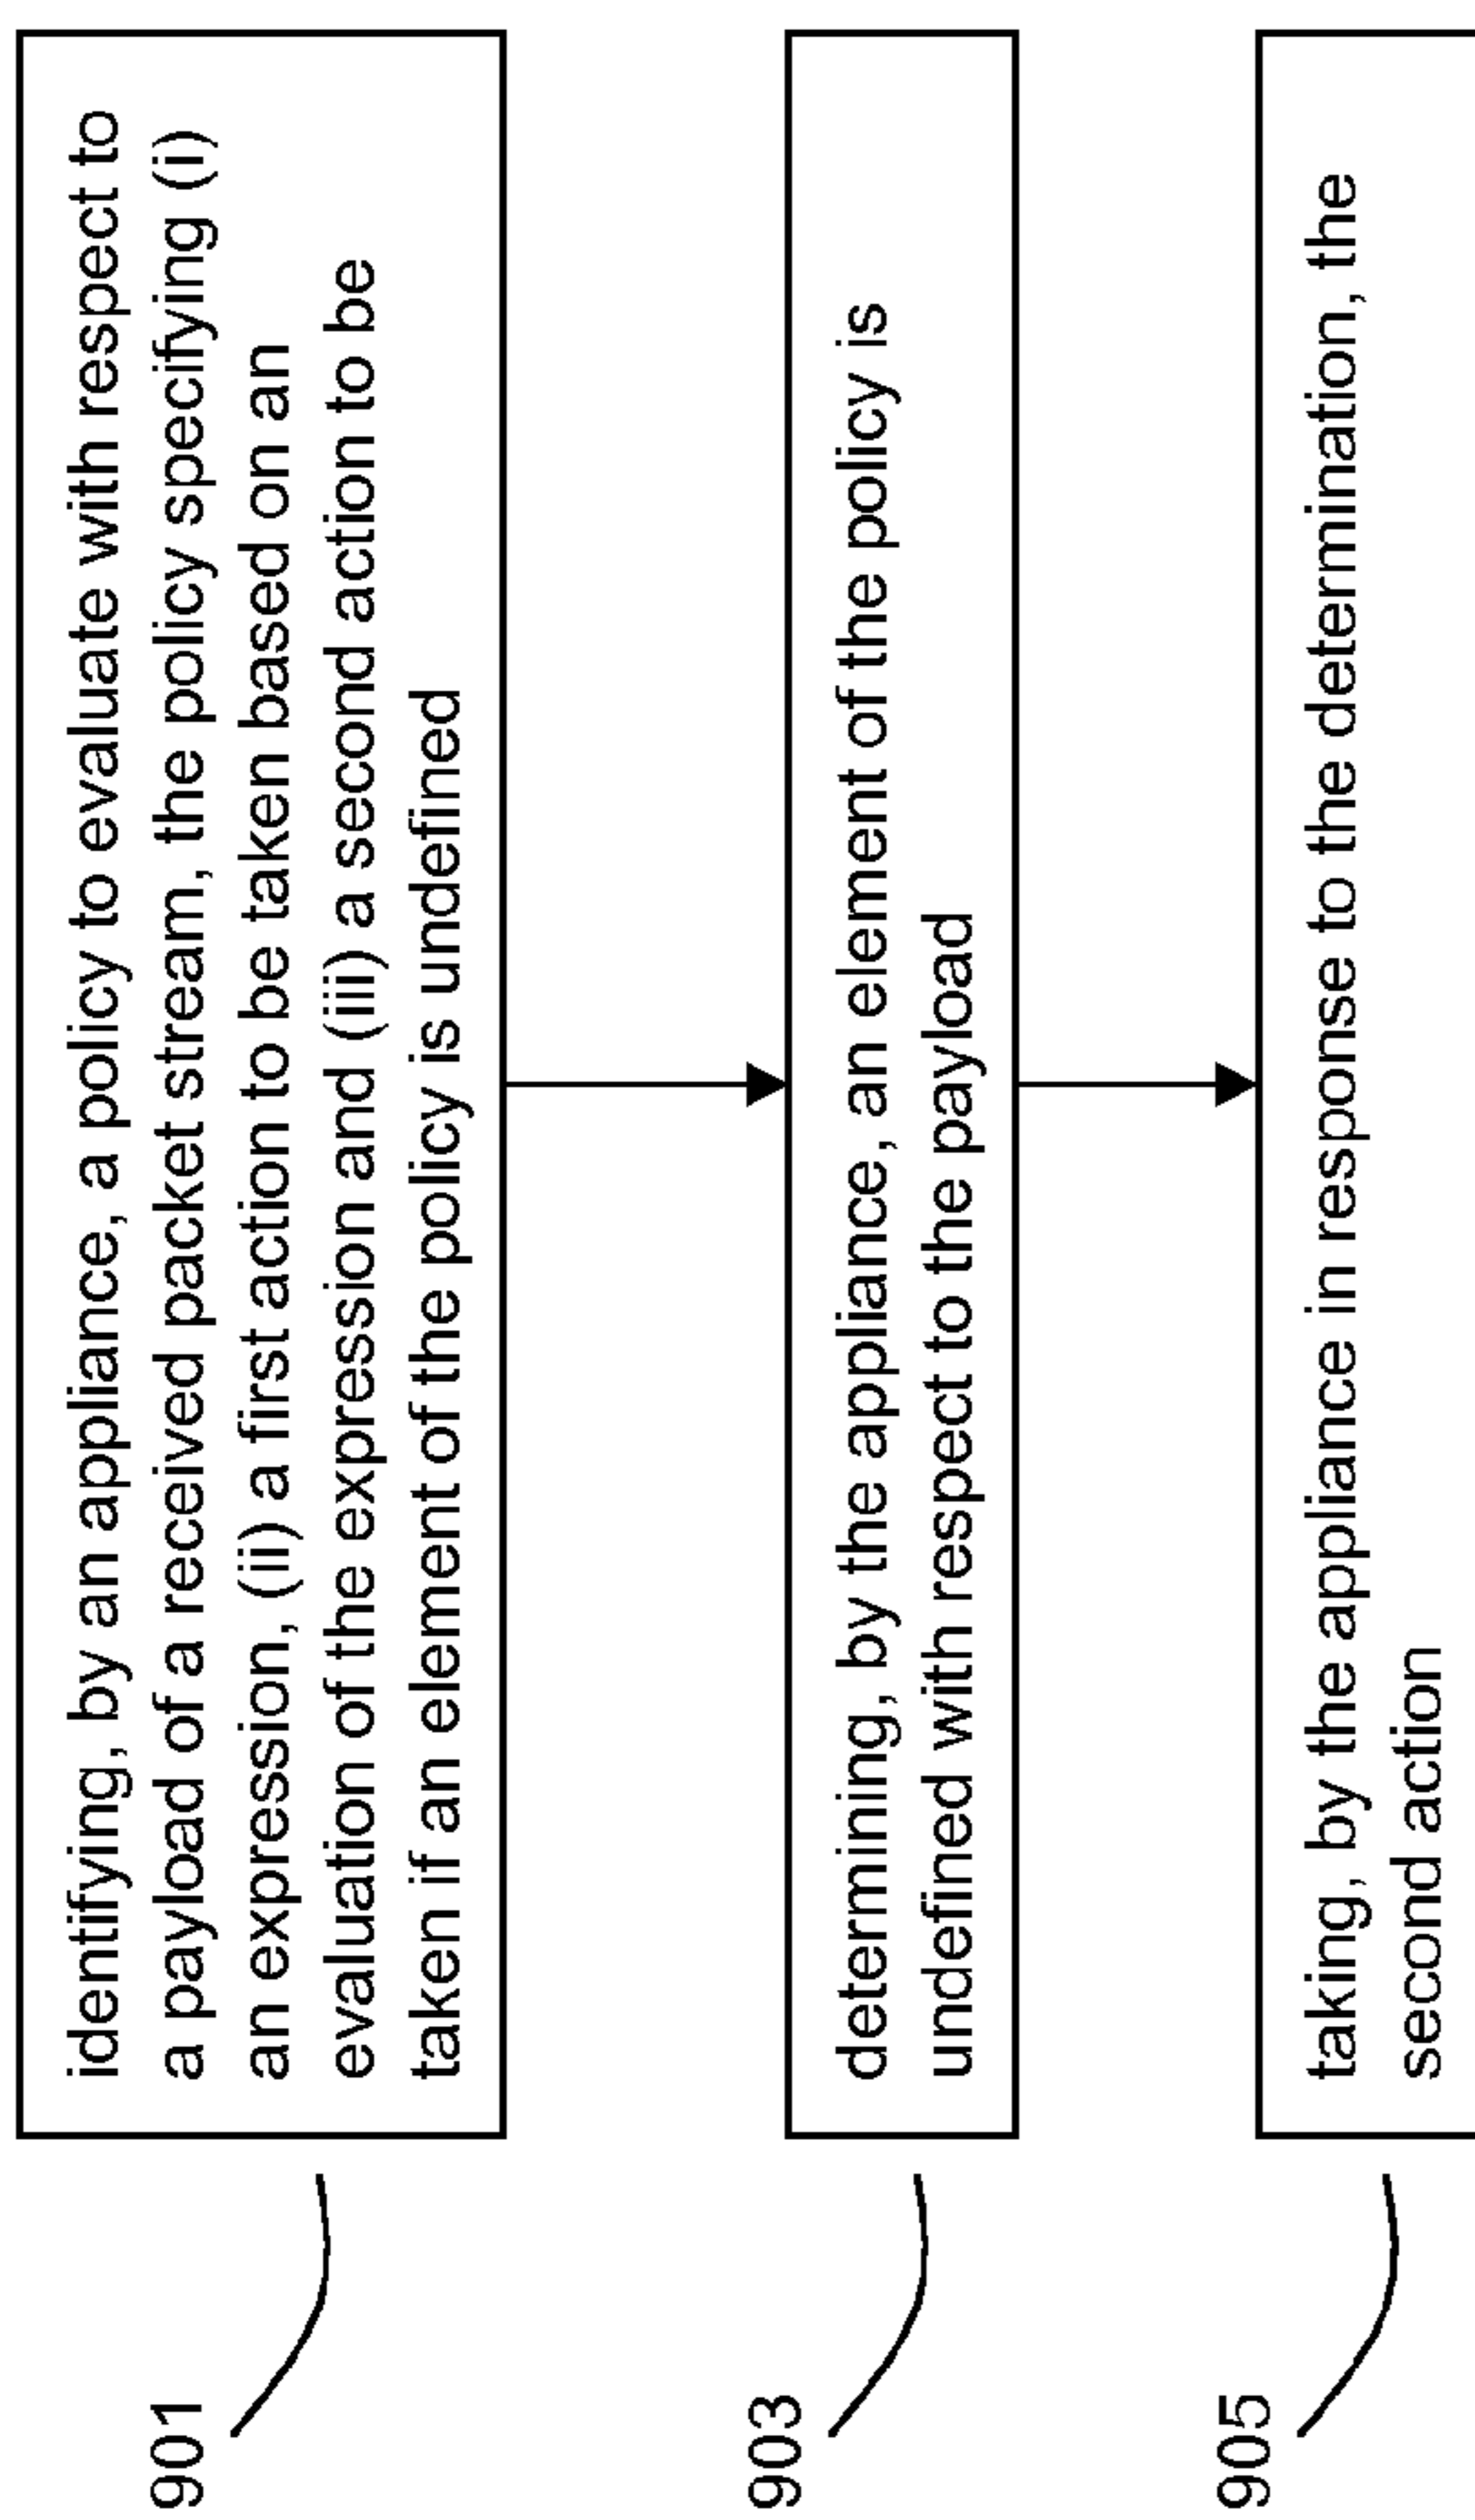 901
identifying, by an appliance, a policy to evaluate with respect to
a payload of a received packet stream, the policy specifying (i)
an expression, (ii) a first action to be taken based on an
evaluation of the expression and (iii) a second action to be
taken if an element of the policy is undefined
903
determining, by the appliance, an element of the policy is
undefined with respect to the payload
905
taking, by the appliance in response to the determination, the
second action